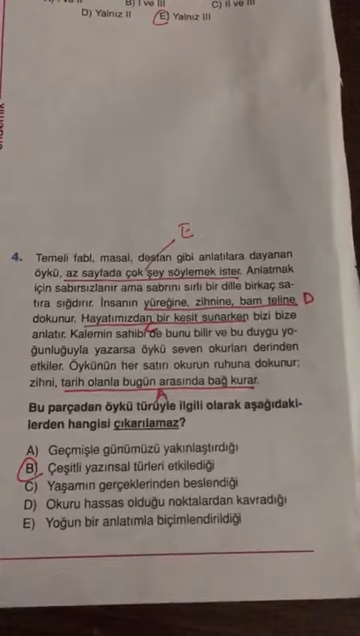 B) I ve III
D) Yalnız II
E) Yalnız III
E
4. Temeli fabl, masal, destan gibi anlatılara dayanan
öykü, az sayfada çok şey söylemek ister. Anlatmak
için sabırsızlanır ama sabrını sırlı bir dille birkaç sa-
tıra sığdırır. İnsanın yüreğine, zihnine, bam teline D
dokunur. Hayatımızdan bir kesit sunarken bizi bize
anlatır. Kalemin sahibi de bunu bilir ve bu duygu yo-
ğunluğuyla yazarsa öykü seven okurları derinden
etkiler. Öykünün her satırı okurun ruhuna dokunur;
zihni, tarih olanla bugün arasında bağ kurar.
Bu parçadan öykü türüyle ilgili olarak aşağıdaki-
lerden hangisi çıkarılamaz?
A) Geçmişle günümüzü yakınlaştırdığı
B) Çeşitli yazınsal türleri etkilediği
C) Yaşamın gerçeklerinden beslendiği
D) Okuru hassas olduğu noktalardan kavradığı
E) Yoğun bir anlatımla biçimlendirildiği